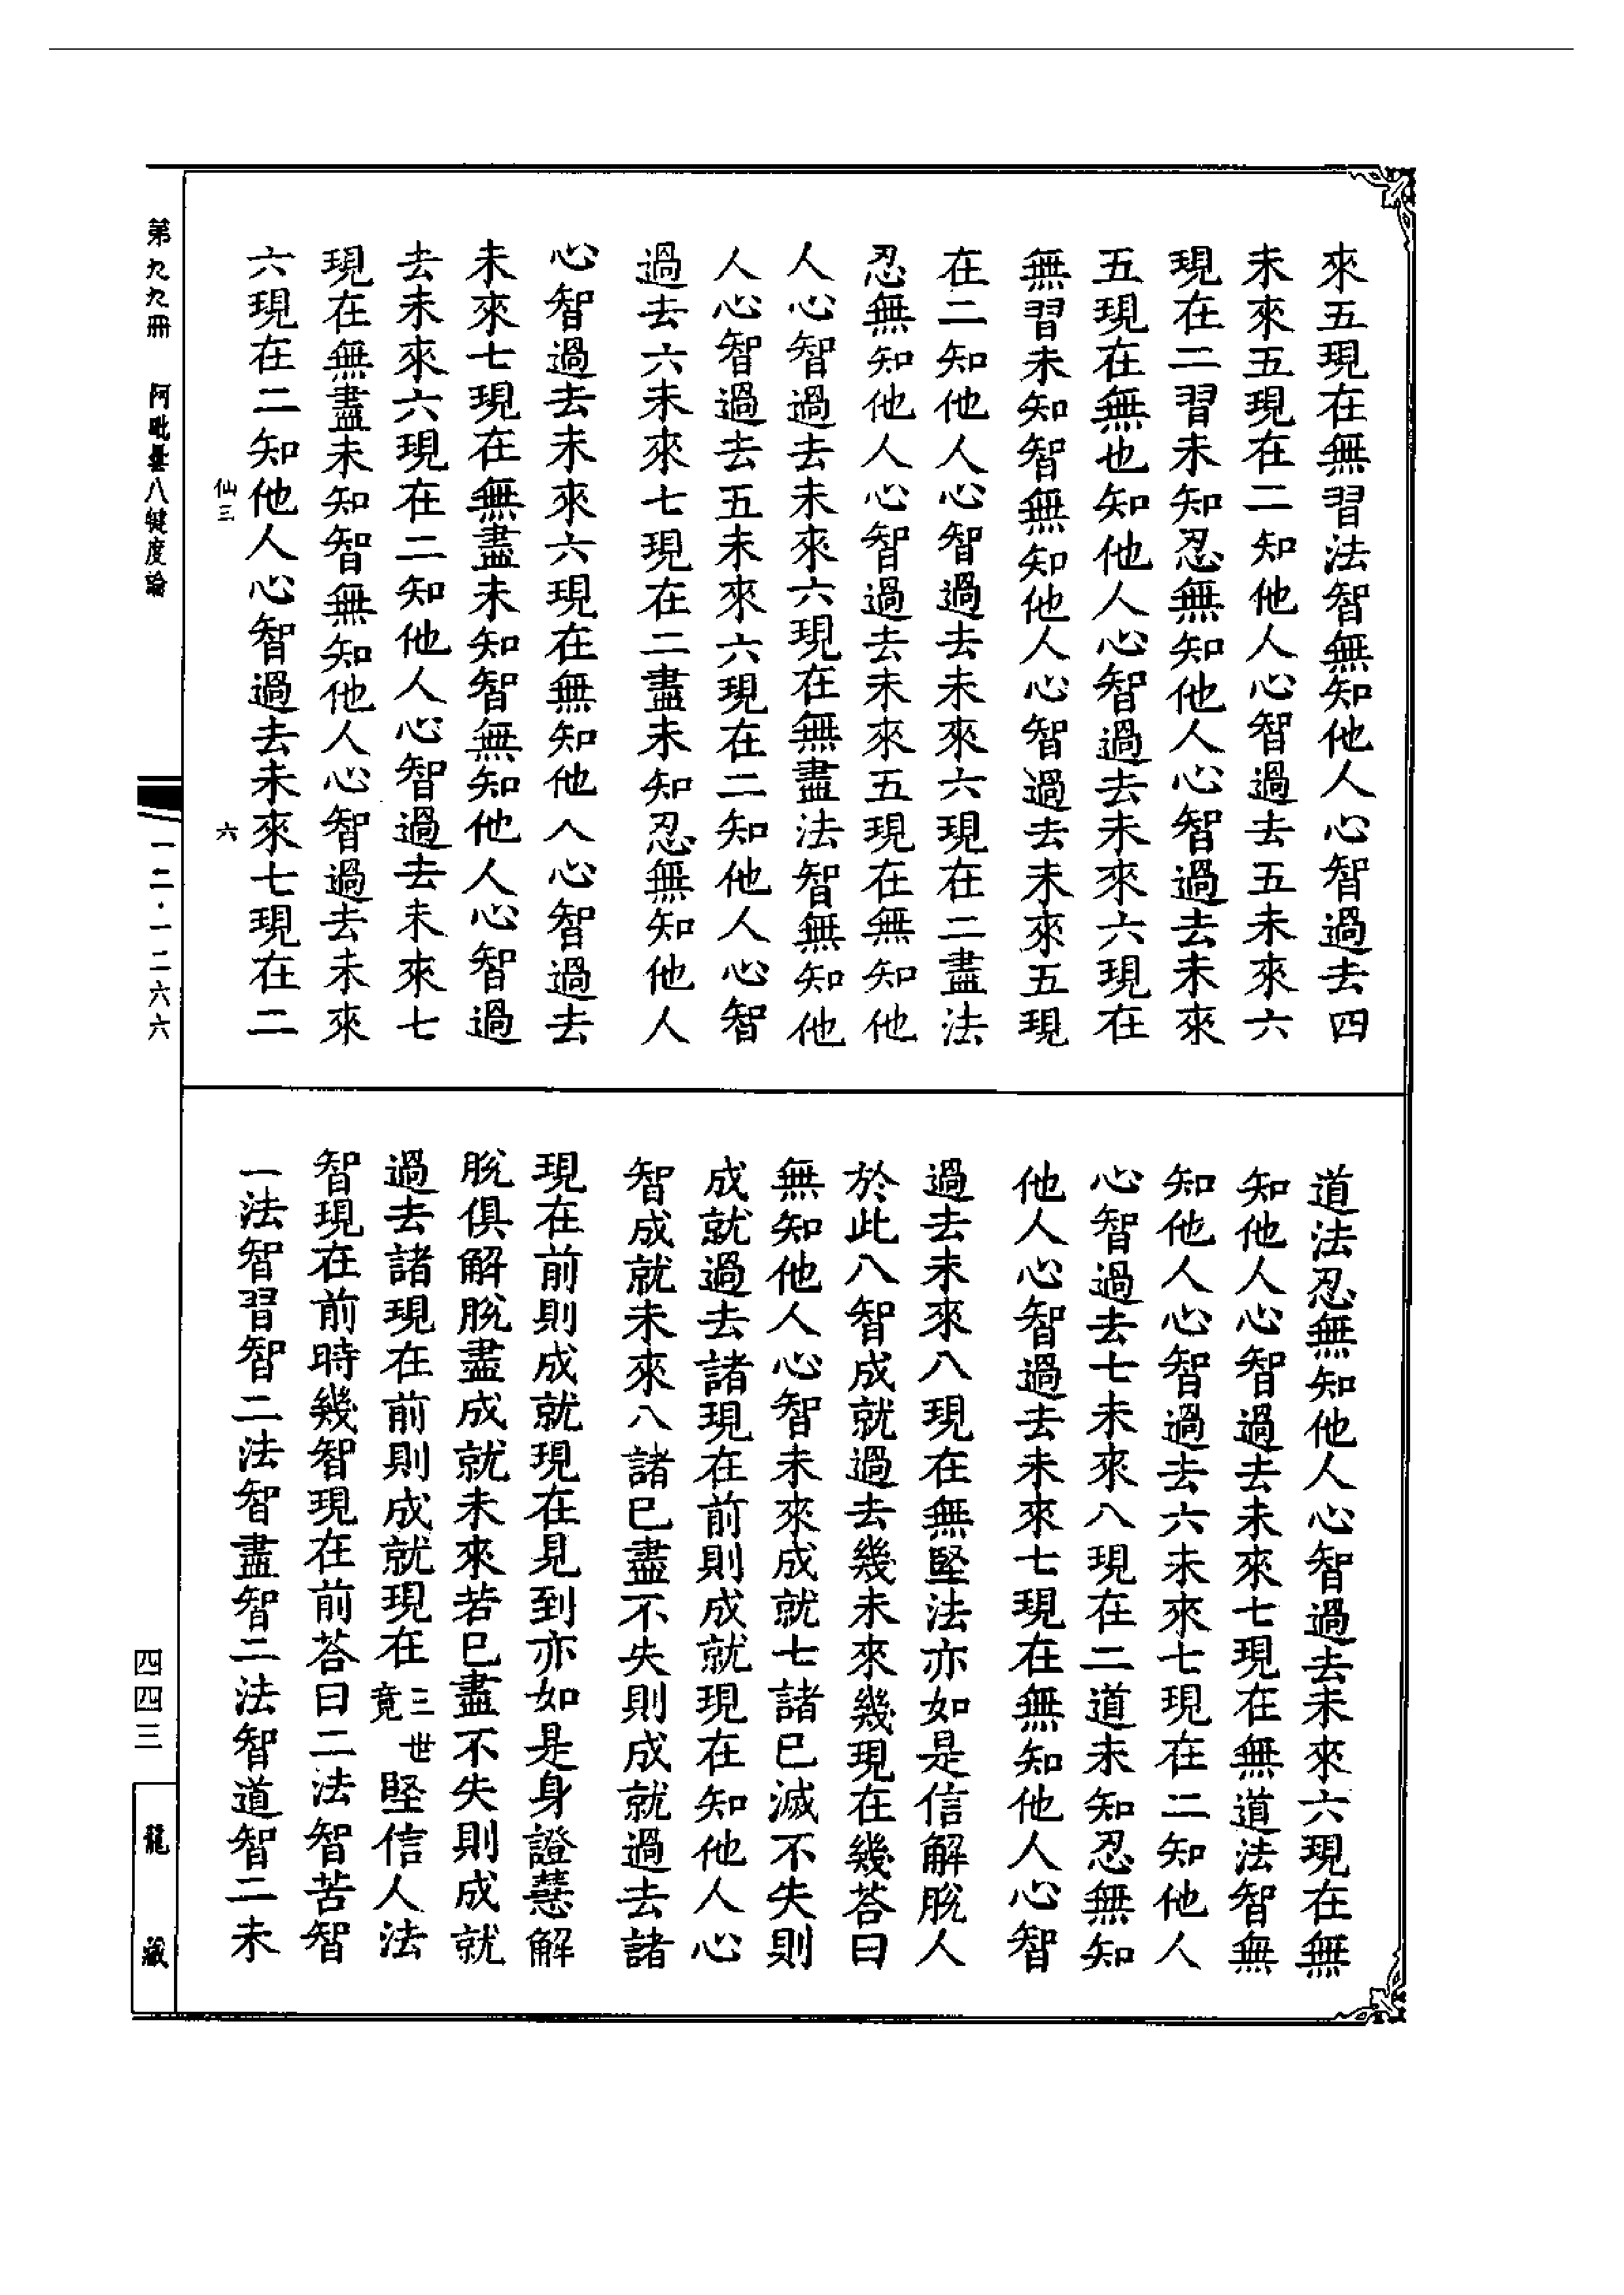 來五現在無習法智無知他人心智過去四
未來五現在二知他人心智過去五未來六
現在二習未知忍無知他人心智過去未來
五現在無也知他人心智過去未來六現在
無習未知智無知他人心智過去未來五現
在二知他人心智過去未來六現在二盡法
忍無知他人心智過去未來五現在無知他
人心智過去未來六現在無盡法智無知他
人心智過去五未來六現在二知他人心智
過去六未來七現在二盡未知忍無知他人
心智過去未來六現在無知他人心智過去
未來七現在無盡未知智無知他人心智過
去未來六現在二知他人心智過去未來七
現在無盡未知智無知他人心智過去未來
六現在二知他人心智過去未來七現在二
仙三 六
道法忍無知他人心智過去未來六現在無
知他人心智過去未來七現在無道法智無
知他人心智過去六未來七現在二知他人
心智過去七未來八現在二道未知忍無知
他人心智過去未來七現在無知他人心智
過去未來八現在無堅法亦如是信解脫人
於此八智成就過去幾未來幾現在幾荅曰
無知他人心智未來成就七諸已滅不失則
成就過去諸現在前則成就現在知他人心
智成就未來八諸已盡不失則成就過去諸
現在前則成就現在見到亦如是身證慧解
脫俱解脫盡成就未來若已盡不失則成就
過去諸現在前則成就現在三世竟堅信人法
智現在前時幾智現在前荅曰二法智苦智
一法智習智二法智盡智二法智道智二未
第九九冊 阿毗曇八犍度論
一二·一二六六
四四三
龍藏